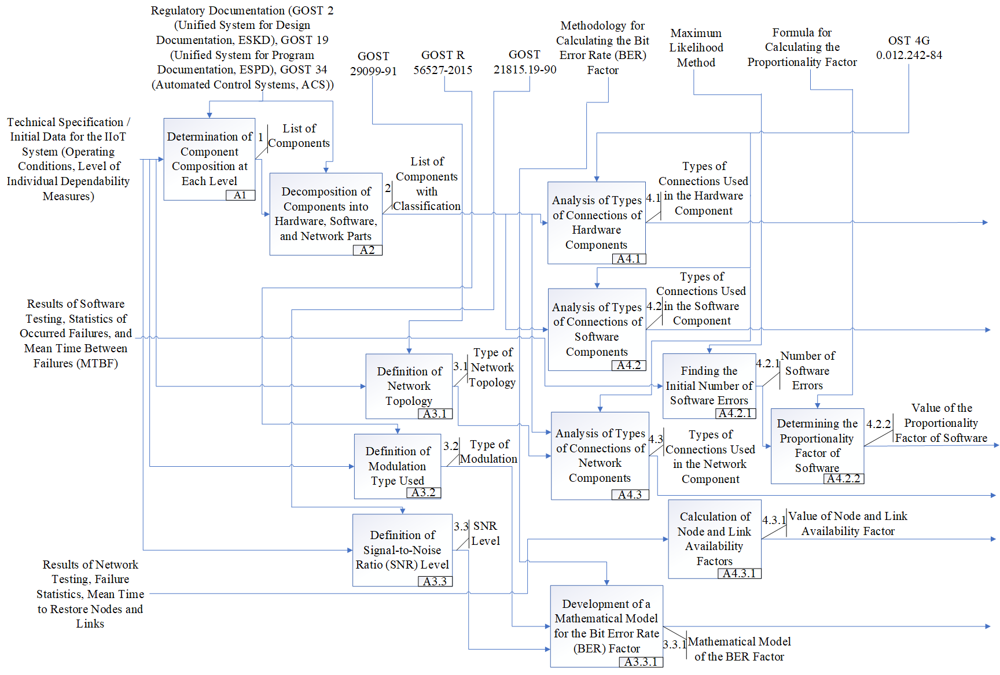 Regulatory Documentation (GOST 2
(Unified System for Design
Documentation, ESKD), GOST 19
(Unified System for Program
Documentation, ESPD), GOST 34
(Automated Control Systems, ACS))
GOST
29099-91
GOST R
56527-2015
GOST
21815.19-90
Methodology for
Calculating the Bit
Error Rate (BER)
Factor
Maximum
Likelihood
Method
Formula for
Calculating the
Proportionality Factor
OST 4G
0.012.242-84
Technical Specification /
Initial Data for the IIoT
System (Operating
Conditions, Level of
Individual Dependability
Measures)
Determination of
Component
Composition at
Each Level
A1
1
List of
Components
Decomposition of
Components into
Hardware, Software,
and Network Parts
A2
2
List of
Components
with
Classification
Analysis of Types
of Connections of
Hardware
Components
A4.1
4.1
Types of
Connections Used
in the Hardware
Component
Analysis of Types
of Connections of
Software
Components
A4.2
4.2
Types of
Connections Used
in the Software
Component
Results of Software
Testing, Statistics of
Occurred Failures, and
Mean Time Between
Failures (MTBF)
Definition of
Network
Topology
A3.1
3.1
Type of
Network
Topology
Finding the
Initial Number of
Software Errors
A4.2.1
4.2.1
Number of
Software
Errors
Determining the
Proportionality
Factor of
Software
A4.2.2
4.2.2
Value of the
Proportionality
Factor of Software
Definition of
Modulation
Type Used
A3.2
3.2
Type of
Modulation
Analysis of Types
of Connections of
Network
Components
A4.3
4.3
Types of
Connections Used
in the Network
Component
Definition of
Signal-to-Noise
Ratio (SNR) Level
A3.3
3.3
SNR
Level
Calculation of
Node and Link
Availability
Factors
A4.3.1
4.3.1
Value of Node and Link
Availability Factor
Results of Network
Testing, Failure
Statistics, Mean Time
to Restore Nodes and
Links
Development of a
Mathematical Model
for the Bit Error Rate
(BER) Factor
A3.3.1
3.3.1
Mathematical Model
of the BER Factor